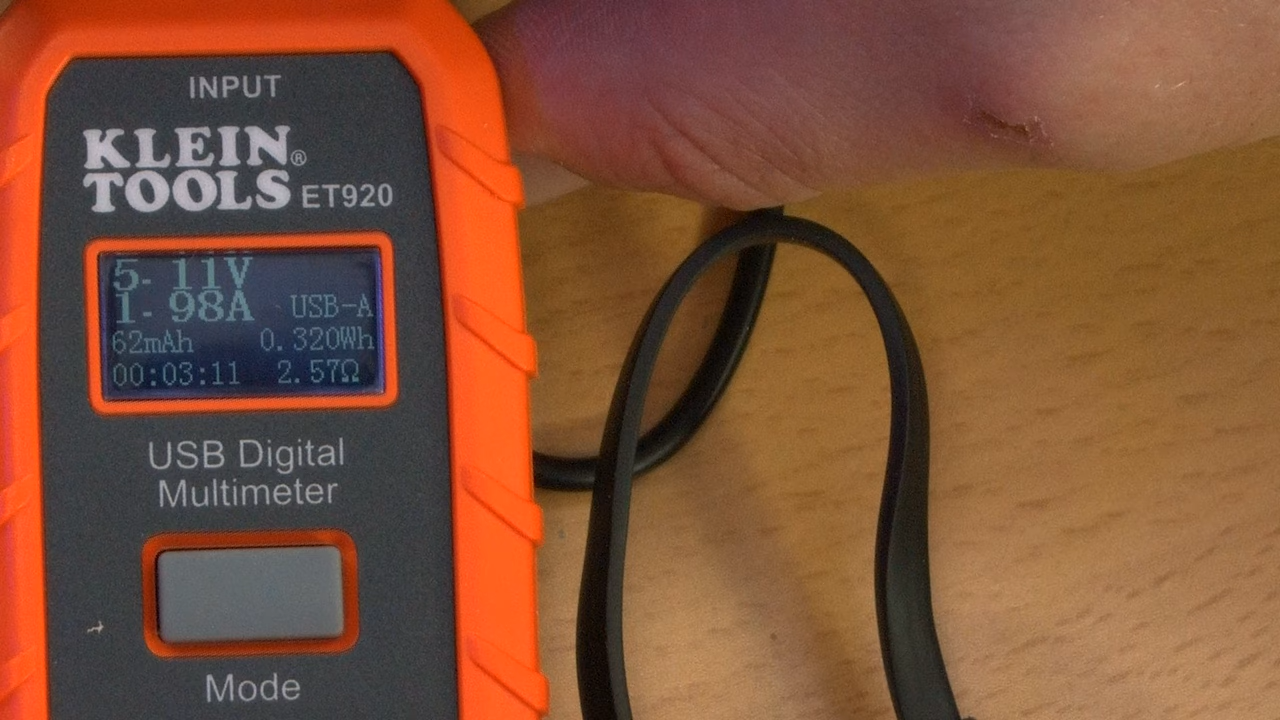 INPUT
KLEIN
TOOLS® ET920
5.11V
1.98A USB-A
62mAh 0.320Wh
00:03:11 2.57Ω
USB Digital
Multimeter
Mode